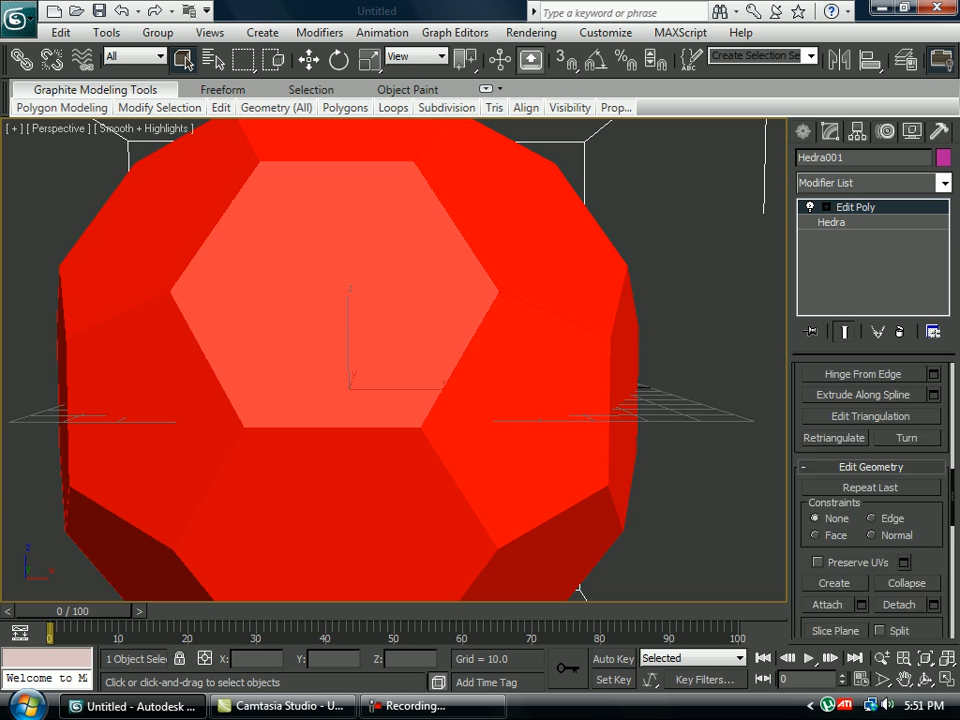 Untitled
Type a keyword or phrase
Edit Tools Group Views Create Modifiers Animation Graph Editors Rendering Customize MAXScript Help
All View 3 Create Selection Se
Graphite Modeling Tools Freeform Selection Object Paint
Polygon Modeling Modify Selection Edit Geometry (All) Polygons Loops Subdivision Tris Align Visibility Prop...
[ + ] [ Perspective ] [ Smooth + Highlights ]
Hedra001
Modifier List
Edit Poly
Hedra
z
y
x
Hinge From Edge
Extrude Along Spline
Edit Triangulation
Retriangulate Turn
- Edit Geometry
Repeat Last
Constraints
None Edge
Face Normal
Preserve UVs
Create Collapse
Attach Detach
Slice Plane Split
z
x
< 0 / 100 >
0 10 20 30 40 50 60 70 80 90 100
1 Object Sele X: Y: Z: Grid = 10.0 Auto Key Selected
Welcome to M Click or click-and-drag to select objects Add Time Tag Set Key Key Filters... 0
Untitled - Autodesk ... Camtasia Studio - U... Recording... ATI 5:51 PM